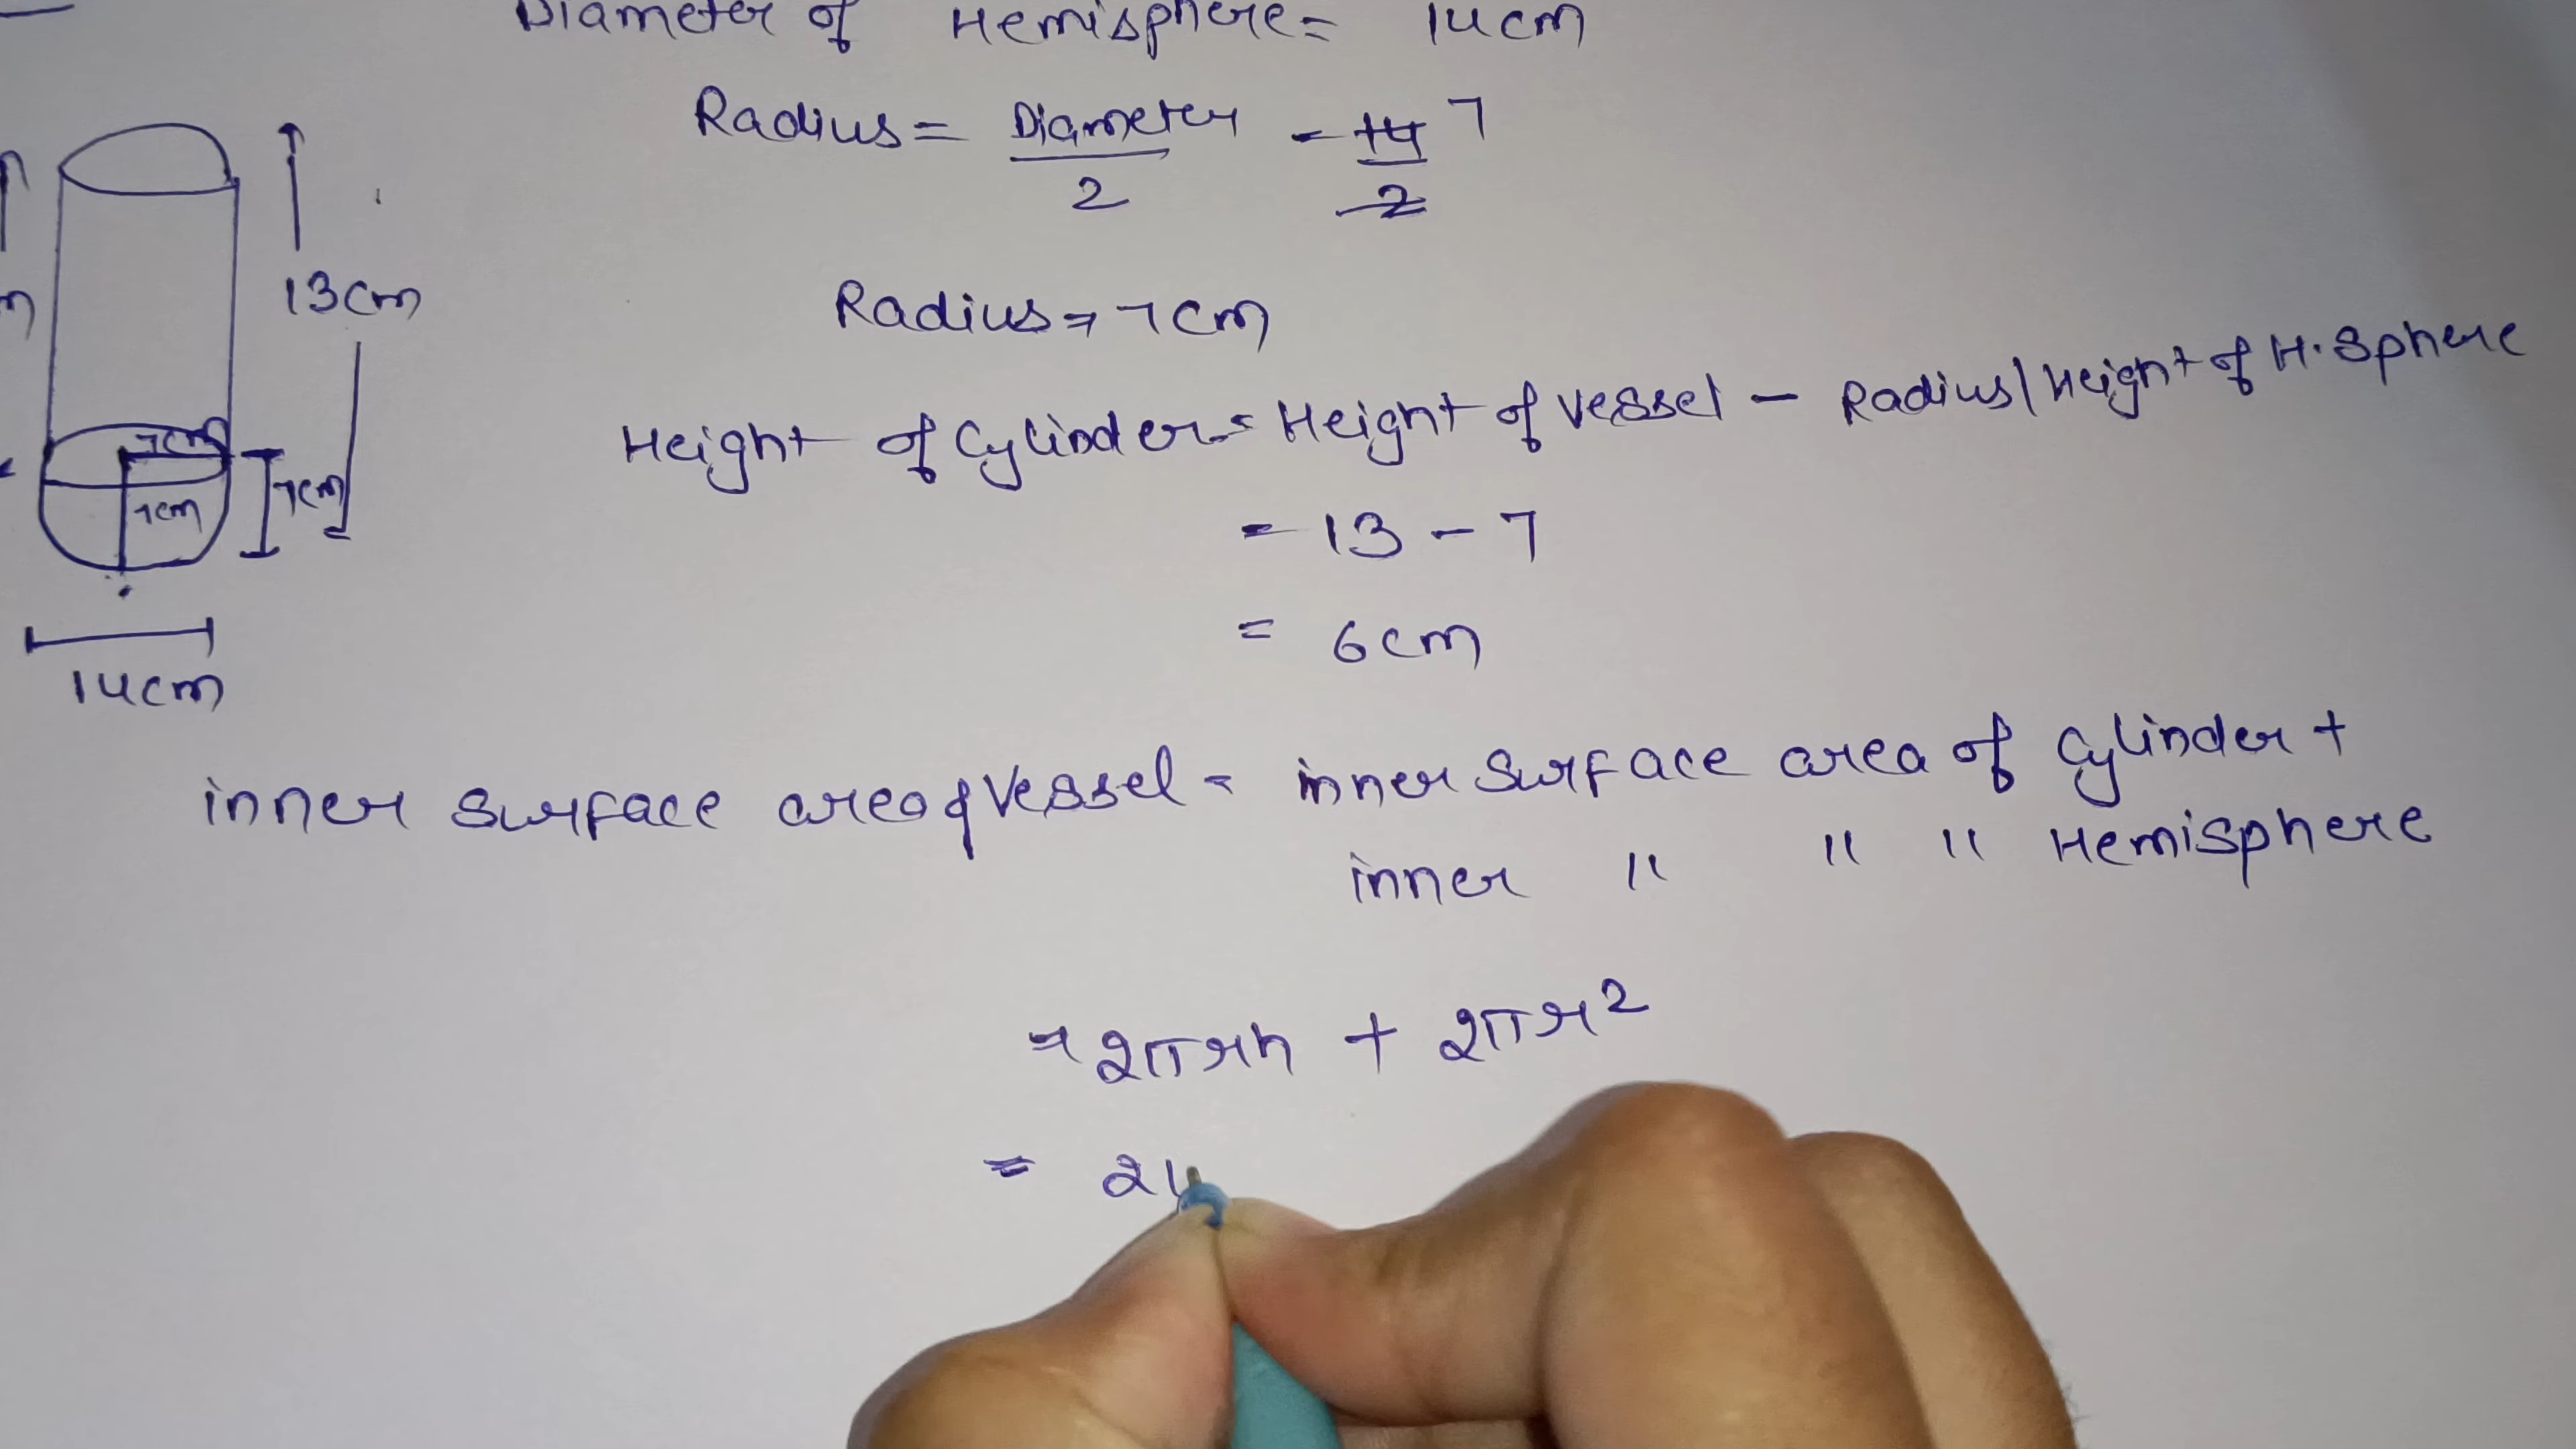 Diameter of Hemisphere = 14cm
Radius = Diameter/2 = 14/2 7
Radius = 7cm
Height of Cylinder = Height of Vessel - Radius/Height of H.Sphere
= 13 - 7
= 6cm
13cm
7cm
7cm
7cm
14cm
inner Surface area of Vessel = inner Surface area of Cylinder +
inner " " " Hemisphere
= 2πrh + 2πr²
= 2